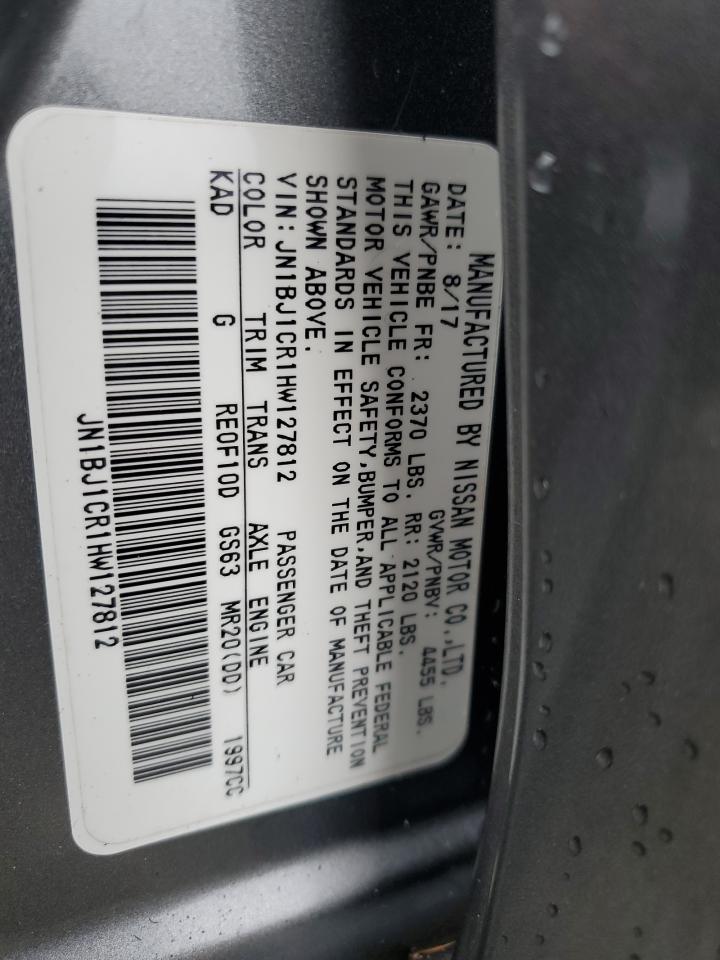 MANUFACTURED BY NISSAN MOTOR CO.,LTD.
DATE: 8/17 GVWR/PNBV: 4455 LBS.
GAWR/PNBE FR: 2370 LBS. RR: 2120 LBS.
THIS VEHICLE CONFORMS TO ALL APPLICABLE FEDERAL
MOTOR VEHICLE SAFETY,BUMPER,AND THEFT PREVENTION
STANDARDS IN EFFECT ON THE DATE OF MANUFACTURE
SHOWN ABOVE.
VIN:JN1BJ1CR1HW127812 PASSENGER CAR
COLOR TRIM TRANS AXLE ENGINE
KAD G RE0F10D GS63 MR20(DD) 1997CC
JN1BJ1CR1HW127812